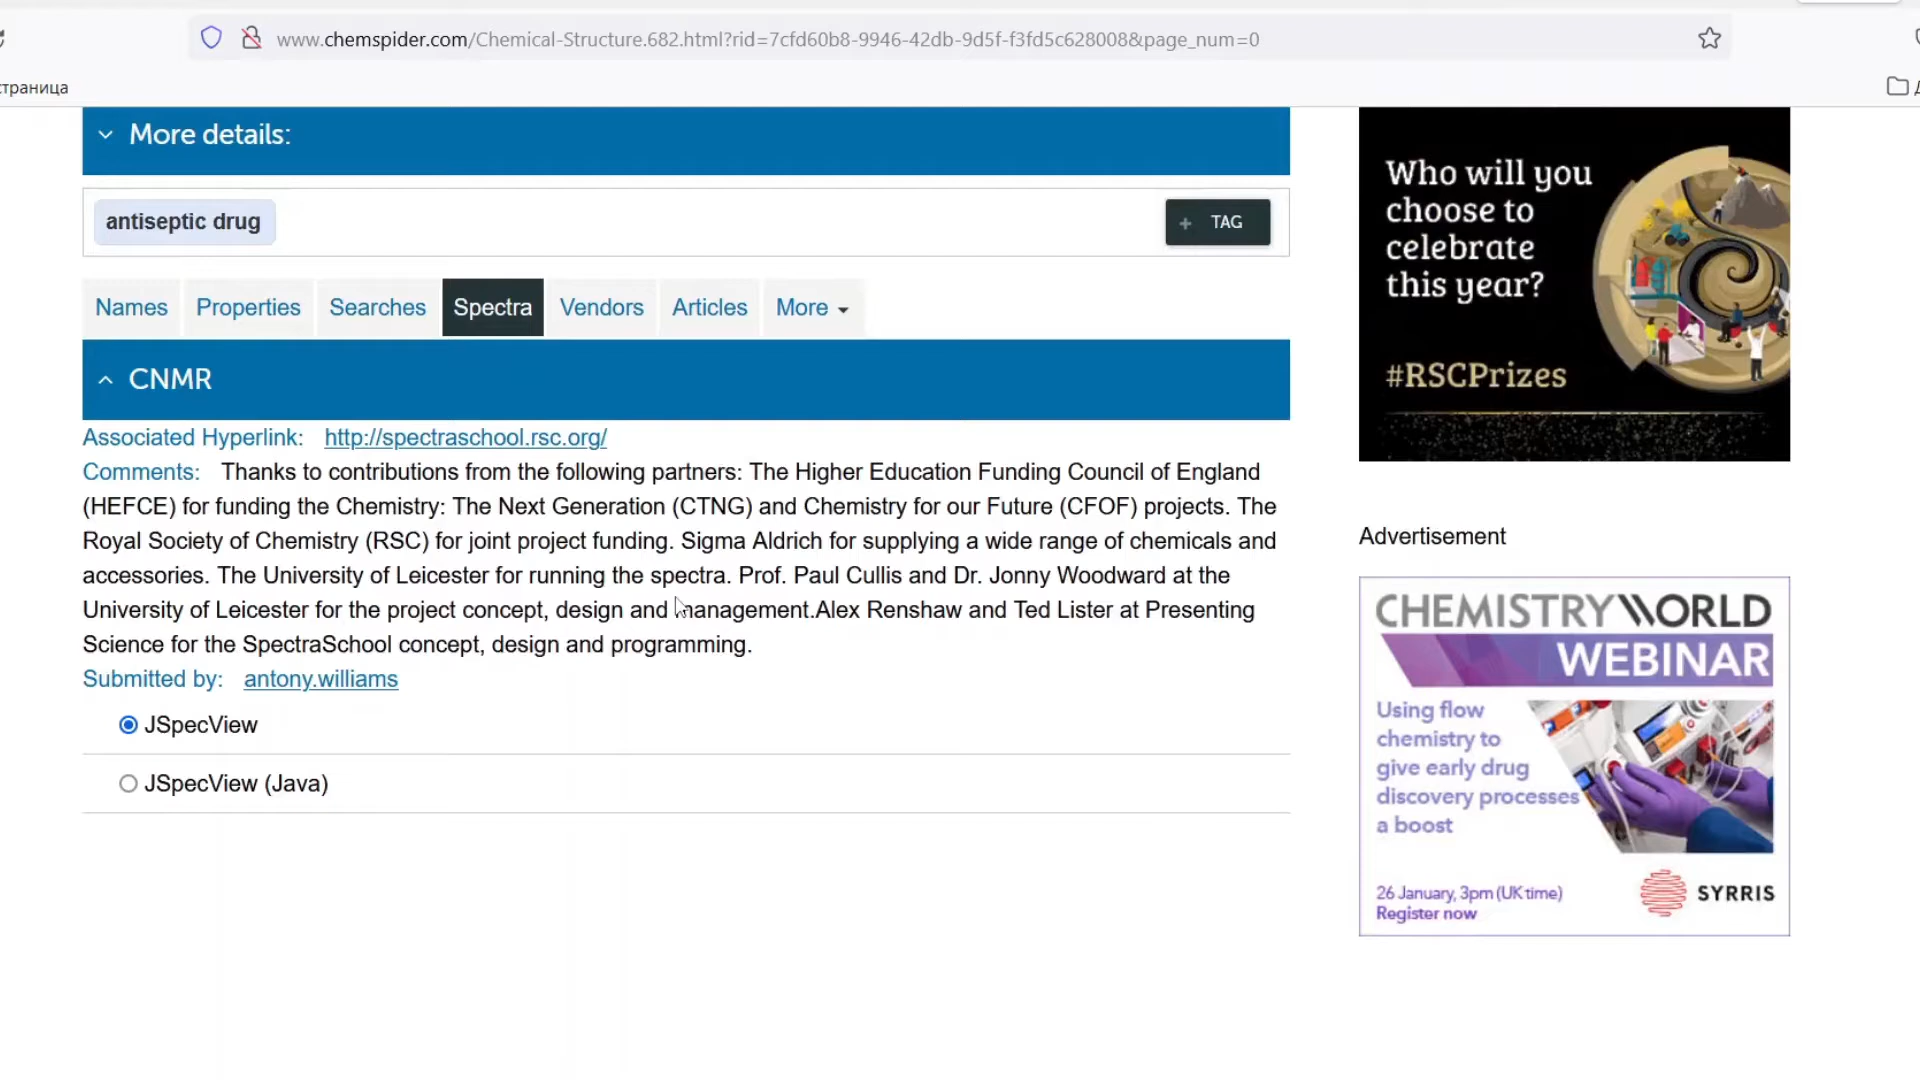 www.chemspider.com/Chemical-Structure.682.html?rid=7cfd60b8-9946-42db-9d5f-f3fd5c628008&page_num=0
страница
More details:
antiseptic drug
+ TAG
Names Properties Searches Spectra Vendors Articles More
CNMR
Associated Hyperlink: http://spectraschool.rsc.org/
Comments: Thanks to contributions from the following partners: The Higher Education Funding Council of England
(HEFCE) for funding the Chemistry: The Next Generation (CTNG) and Chemistry for our Future (CFOF) projects. The
Royal Society of Chemistry (RSC) for joint project funding. Sigma Aldrich for supplying a wide range of chemicals and
accessories. The University of Leicester for running the spectra. Prof. Paul Cullis and Dr. Jonny Woodward at the
University of Leicester for the project concept, design and management.Alex Renshaw and Ted Lister at Presenting
Science for the SpectraSchool concept, design and programming.
Submitted by: antony.williams
JSpecView
JSpecView (Java)
Who will you
choose to
celebrate
this year?
#RSCPrizes
Advertisement
CHEMISTRY WORLD
WEBINAR
Using flow
chemistry to
give early drug
discovery processes
a boost
26 January, 3pm (UK time)
Register now
SYRRIS